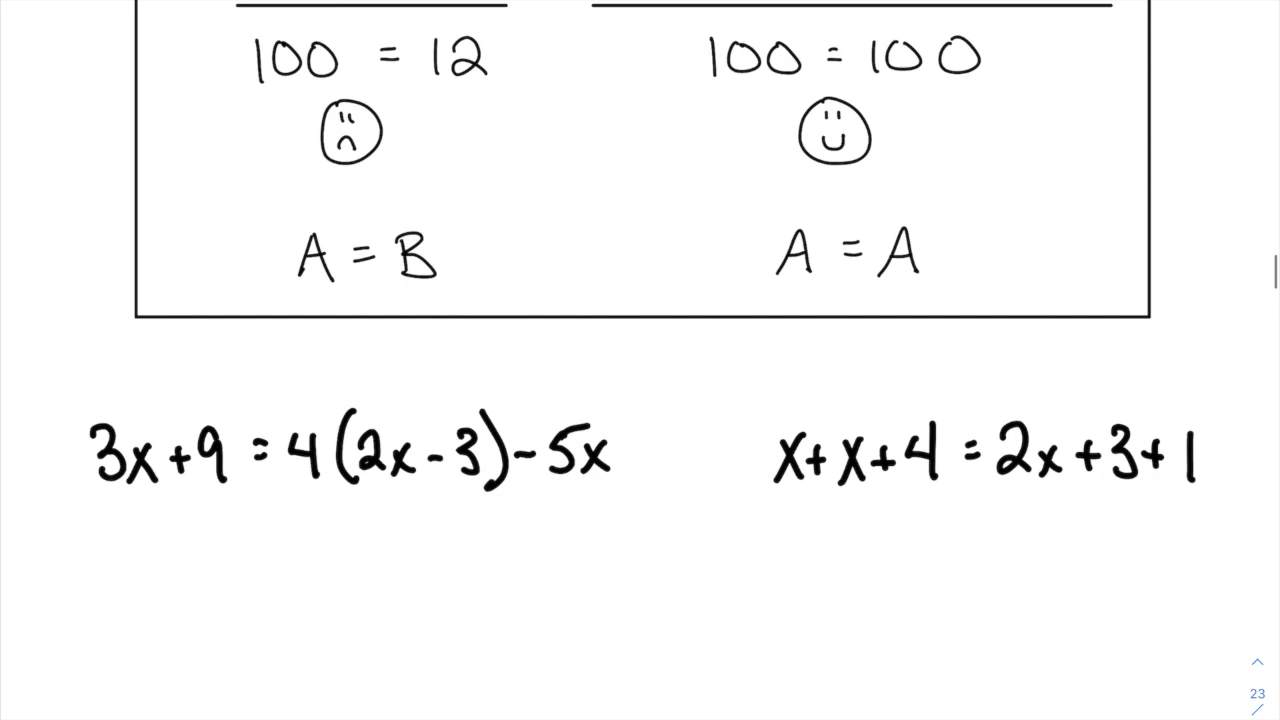 100 = 12
100 = 100
A = B
A = A
3x+9 = 4(2x-3)-5x
x+x+4 = 2x+3+1
23